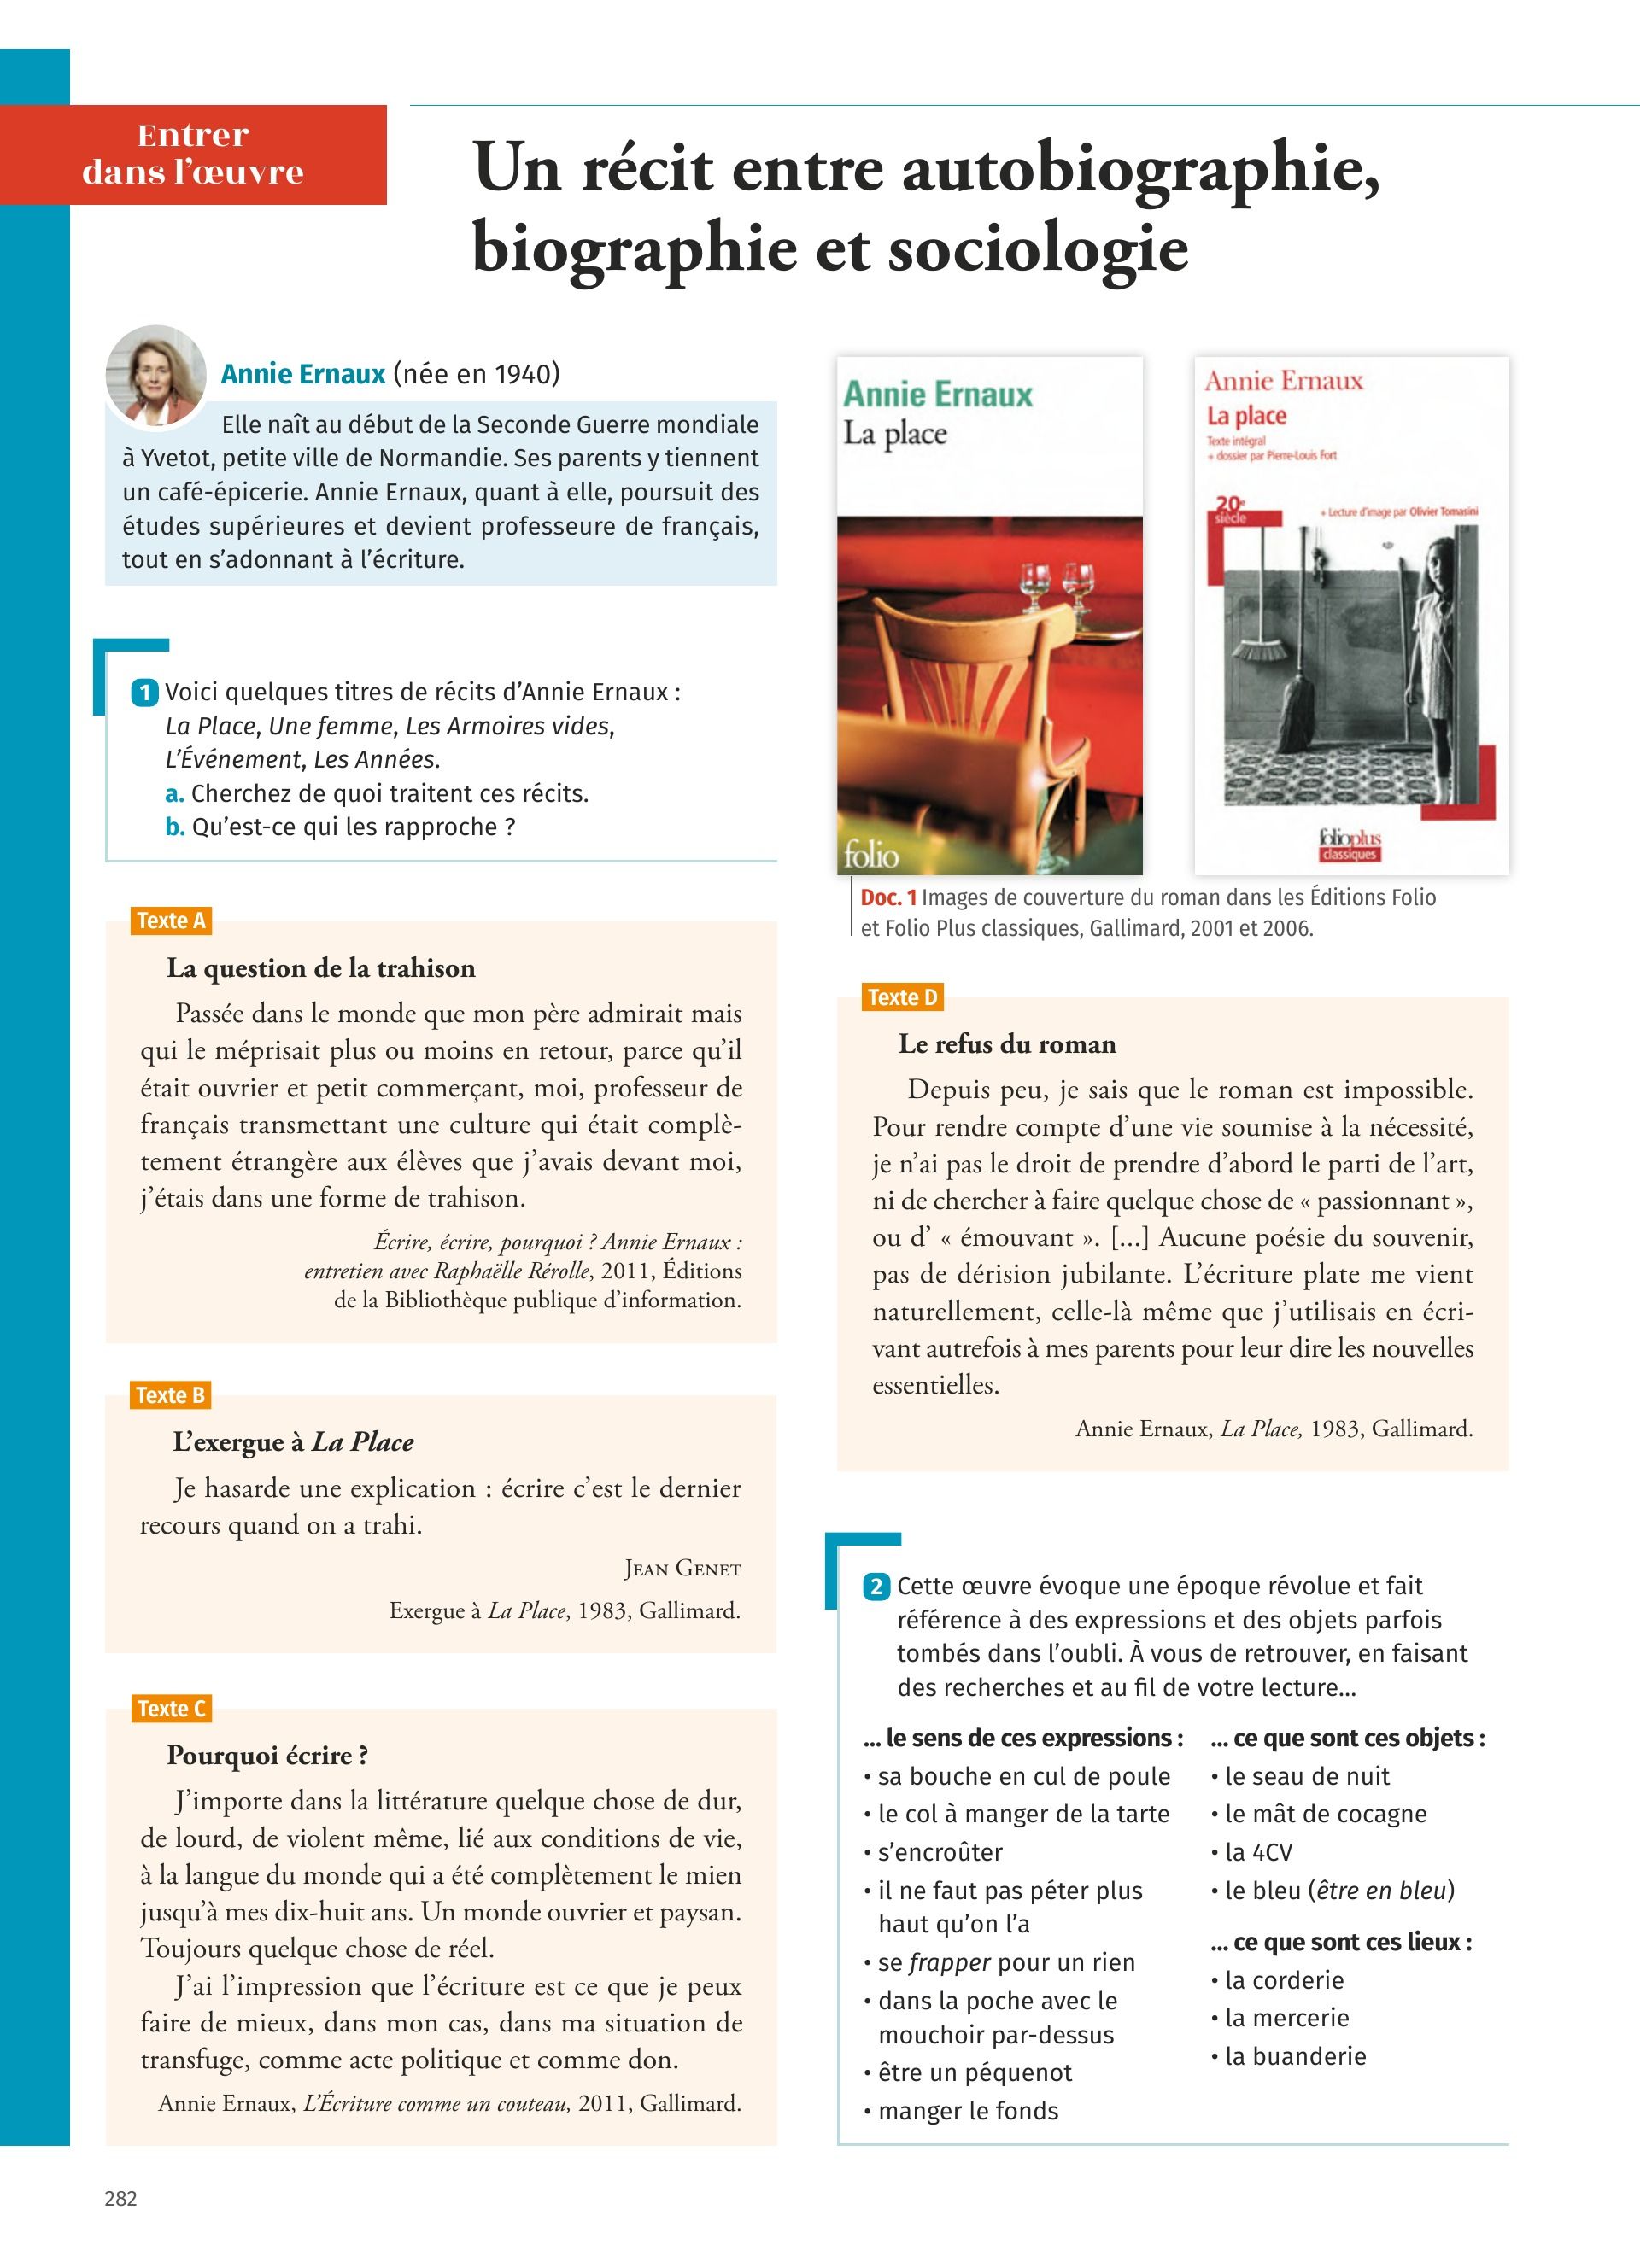 Entrer
dans l'œuvre
Un récit entre autobiographie,
biographie et sociologie
Annie Ernaux (née en 1940)
Elle naît au début de la Seconde Guerre mondiale
à Yvetot, petite ville de Normandie. Ses parents y tiennent
un café-épicerie. Annie Ernaux, quant à elle, poursuit des
études supérieures et devient professeure de français,
tout en s'adonnant à l'écriture.
1 Voici quelques titres de récits d'Annie Ernaux :
La Place, Une femme, Les Armoires vides,
L'Événement, Les Années.
a. Cherchez de quoi traitent ces récits.
b. Qu'est-ce qui les rapproche ?
Texte A
La question de la trahison
Passée dans le monde que mon père admirait mais
qui le méprisait plus ou moins en retour, parce qu'il
était ouvrier et petit commerçant, moi, professeur de
français transmettant une culture qui était complè-
tement étrangère aux élèves que j'avais devant moi,
j'étais dans une forme de trahison.
Écrire, écrire, pourquoi ? Annie Ernaux :
entretien avec Raphaëlle Rérolle, 2011, Éditions
de la Bibliothèque publique d'information.
Texte B
L'exergue à La Place
Je hasarde une explication : écrire c'est le dernier
recours quand on a trahi.
Jean Genet
Exergue à La Place, 1983, Gallimard.
Texte C
Pourquoi écrire ?
J'importe dans la littérature quelque chose de dur,
de lourd, de violent même, lié aux conditions de vie,
à la langue du monde qui a été complètement le mien
jusqu'à mes dix-huit ans. Un monde ouvrier et paysan.
Toujours quelque chose de réel.
J'ai l'impression que l'écriture est ce que je peux
faire de mieux, dans mon cas, dans ma situation de
transfuge, comme acte politique et comme don.
Annie Ernaux, L'Écriture comme un couteau, 2011, Gallimard.
Annie Ernaux
La place
folio
Annie Ernaux
La place
Texte intégral
+ dossier par Pierre-Louis Fort
20e
siècle
+ Lecture d'image par Olivier Tomasini
folioplus
classiques
Doc. 1 Images de couverture du roman dans les Éditions Folio
et Folio Plus classiques, Gallimard, 2001 et 2006.
Texte D
Le refus du roman
Depuis peu, je sais que le roman est impossible.
Pour rendre compte d'une vie soumise à la nécessité,
je n'ai pas le droit de prendre d'abord le parti de l'art,
ni de chercher à faire quelque chose de « passionnant »,
ou d' « émouvant ». [...] Aucune poésie du souvenir,
pas de dérision jubilante. L'écriture plate me vient
naturellement, celle-là même que j'utilisais en écri-
vant autrefois à mes parents pour leur dire les nouvelles
essentielles.
Annie Ernaux, La Place, 1983, Gallimard.
2 Cette œuvre évoque une époque révolue et fait
référence à des expressions et des objets parfois
tombés dans l'oubli. À vous de retrouver, en faisant
des recherches et au fil de votre lecture...
... le sens de ces expressions :
• sa bouche en cul de poule
• le col à manger de la tarte
• s'encroûter
• il ne faut pas péter plus
haut qu'on l'a
• se frapper pour un rien
• dans la poche avec le
mouchoir par-dessus
• être un péquenot
• manger le fonds
... ce que sont ces objets :
• le seau de nuit
• le mât de cocagne
• la 4CV
• le bleu (être en bleu)
... ce que sont ces lieux :
• la corderie
• la mercerie
• la buanderie
282